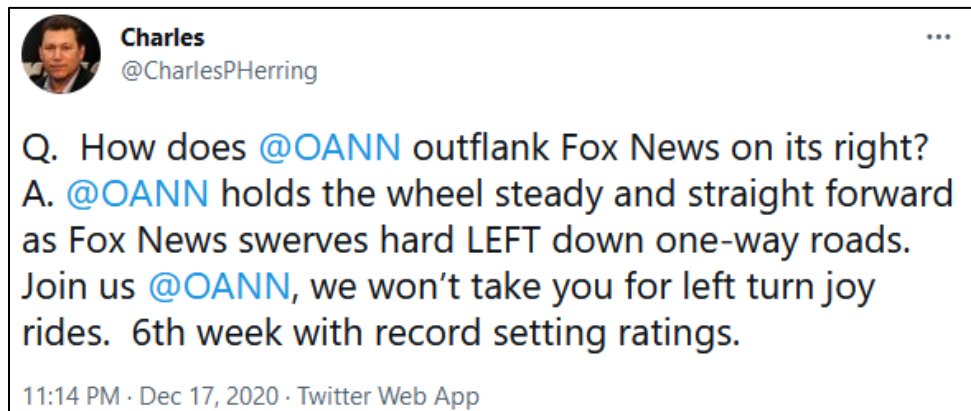 Charles
@CharlesPHerring
Q.  How does @OANN outflank Fox News on its right?
A. @OANN holds the wheel steady and straight forward
as Fox News swerves hard LEFT down one-way roads.
Join us @OANN, we won’t take you for left turn joy
rides.  6th week with record setting ratings.
11:14 PM · Dec 17, 2020 · Twitter Web App